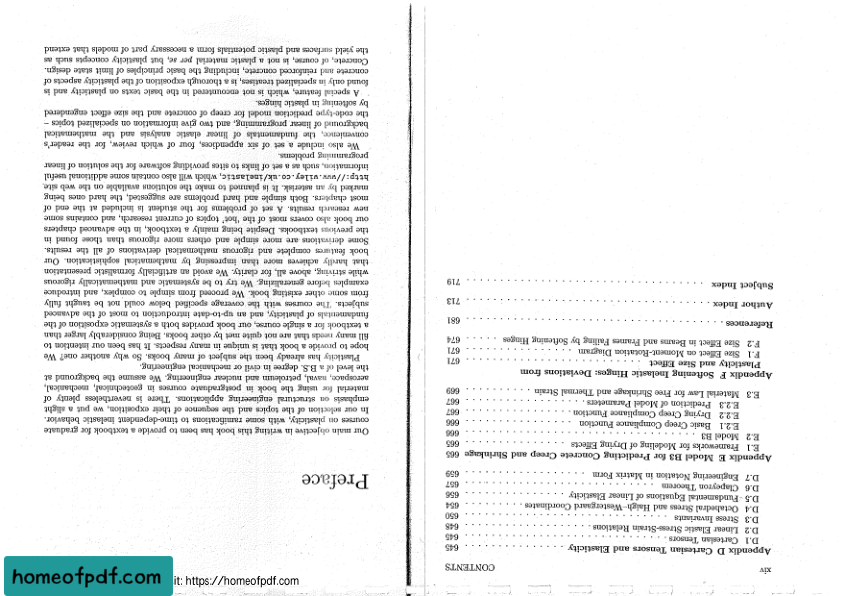 xiv CONTENTS
Appendix D Cartesian Tensors and Elasticity 645
D.1 Cartesian Tensors 645
D.2 Linear Elastic Stress-Strain Relations 648
D.3 Stress Invariants 650
D.4 Octahedral Stress and Haigh–Westergaard Coordinates 654
D.5 Fundamental Equations of Linear Elasticity 656
D.6 Clapeyron Theorem 657
D.7 Engineering Notation in Matrix Form 659
Appendix E Model B3 for Predicting Concrete Creep and Shrinkage 665
E.1 Frameworks for Modeling of Drying Effects 665
E.2 Model B3 666
E.2.1 Basic Creep Compliance Function 666
E.2.2 Drying Creep Compliance Function 667
E.2.3 Prediction of Model Parameters 667
E.3 Material Law for Free Shrinkage and Thermal Strain 669
Appendix F Softening Inelastic Hinges: Deviations from
Plasticity and Size Effect 671
F.1 Size Effect on Moment-Rotation Diagram 671
F.2 Size Effect in Beams and Frames Failing by Softening Hinges 674
References 681
Author Index 713
Subject Index 719
Preface
Our main objective in writing this book has been to provide a textbook for graduate
courses on plasticity, with some ramifications to time-dependent inelastic behavior.
In our selection of the topics and the sequence of their exposition, we put a slight
emphasis on structural engineering applications. There is nevertheless plenty of
material for using the book in postgraduate courses in geotechnical, mechanical,
aerospace, naval, petroleum and nuclear engineering. We assume the background at
the level of a B.S. degree in civil or mechanical engineering.
Plasticity has already been the subject of many books. So why another one? We
hope to provide a book that is unique in many respects. It has been our intention to
fill many needs that are not quite met by other books. Being considerably larger than,
a textbook for a single course, our book provides both a systematic exposition of the
fundamentals of plasticity, and an up-to-date introduction to most of the advanced
subjects. The courses with the coverage specified below could not be taught fully
from some other existing book. We proceed from simple to complex, and introduce
examples before generalizing. We try to be systematic and mathematically rigorous
while striving, above all, for clarity. We avoid an artificially formalistic presentation
that hardly achieves more than impressing by mathematical sophistication. Our
book features complete and rigorous mathematical derivations of all the results.
Some derivations are more simple and others more rigorous than those found in
the previous textbooks. Despite being mainly a textbook, in the advanced chapters
our book also covers most of the 'hot' topics of current research, and contains some
new research results. A set of problems for the student is included at the end of
most chapters. Both simple and hard problems are suggested, the hard ones being
marked by an asterisk. It is planned to make the solutions available on the web site
http://www.wiley.co.uk/inelastic, which will also contain some additional useful
information, such as a set of links to sites providing software for the solution of linear
programming problems.
We also include a set of six appendices, four of which review, for the reader's
convenience, the fundamentals of linear elastic analysis and the mathematical
background of linear programming, and two give information on specialized topics –
the code-type prediction model for creep of concrete and the size effect engendered
by softening in plastic hinges.
A special feature, which is not encountered in the basic texts on plasticity and is
found only in specialized treatises, is a thorough exposition of the plasticity aspects of
concrete and reinforced concrete, including the basic principles of limit state design.
Concrete, of course, is not a plastic material per se, but plasticity concepts such as
the yield surfaces and plastic potentials form a necessary part of models that extend
homeofpdf.com
it: https://homeofpdf.com